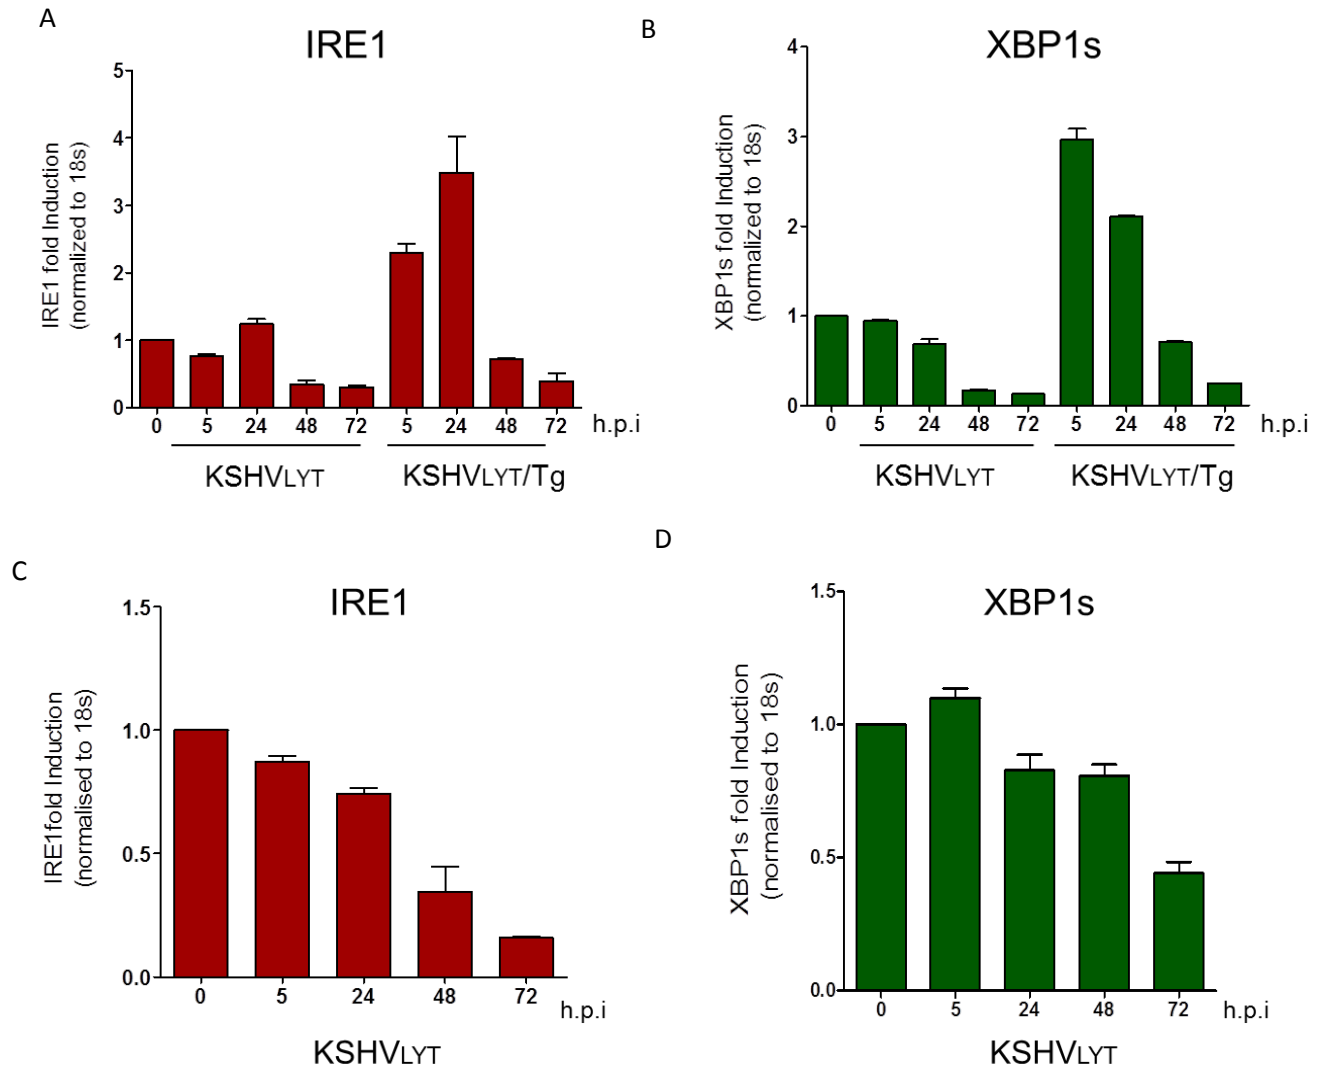 A
IRE1
5
4
3
2
1
0
IRE1 fold Induction
(normalized to 18s)
0 5 24 48 72 5 24 48 72 h.p.i
KSHVLYT KSHVLYT/Tg
B
XBP1s
4
3
2
1
0
XBP1s fold Induction
(normalized to 18s)
0 5 24 48 72 5 24 48 72 h.p.i
KSHVLYT KSHVLYT/Tg
C
IRE1
1.5
1.0
0.5
0.0
IRE1fold Induction
(normalised to 18s)
0 5 24 48 72 h.p.i
KSHVLYT
D
XBP1s
1.5
1.0
0.5
0.0
XBP1s fold Induction
(normalised to 18s)
0 5 24 48 72 h.p.i
KSHVLYT